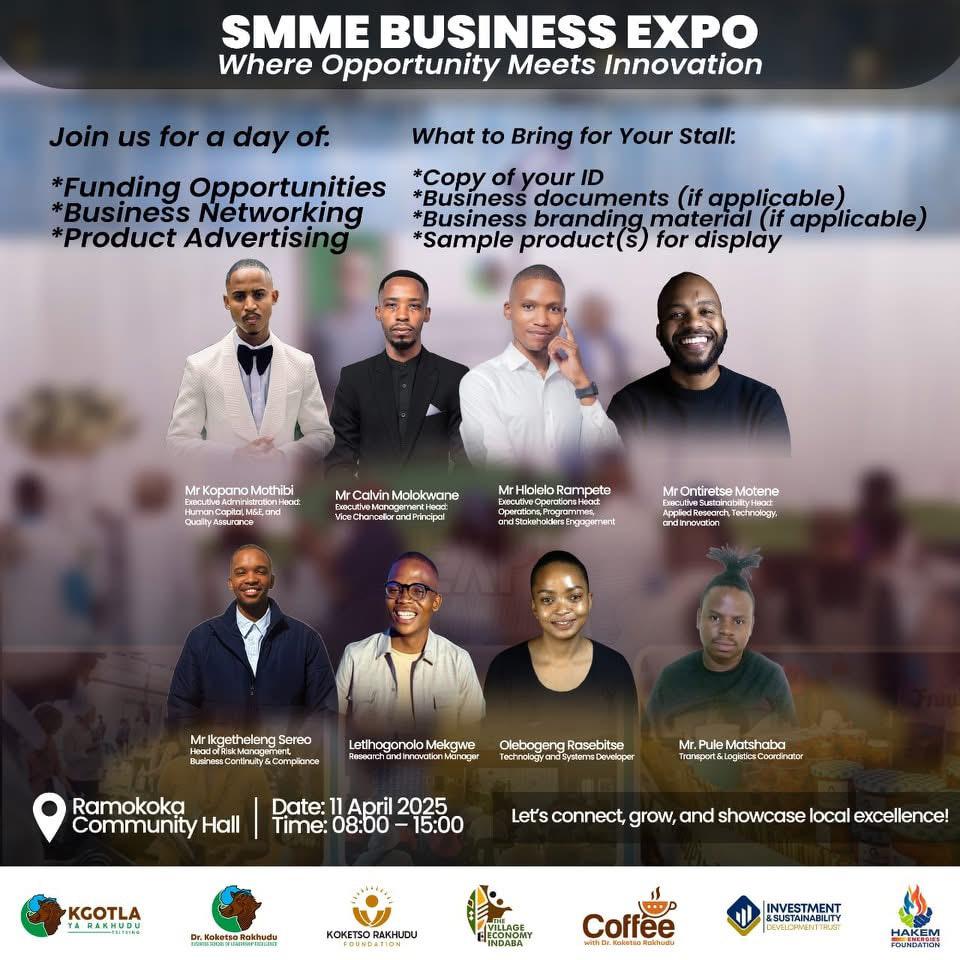 SMME BUSINESS EXPO
Where Opportunity Meets Innovation
Join us for a day of:
*Funding Opportunities
*Business Networking
*Product Advertising
What to Bring for Your Stall:
*Copy of your ID
*Business documents (if applicable)
*Business branding material (if applicable)
*Sample product(s) for display
Mr Kopano Mothibi
Executive Administration Head:
Human Capital, M&E, and
Quality Assurance
Mr Calvin Molokwane
Executive Management Head:
Vice Chancellor and Principal
Mr Hlolelo Rampete
Executive Operations Head:
Operations, Programmes,
and Stakeholders Engagement
Mr Ontiretse Motene
Executive Sustainability Head:
Applied Research, Technology,
and Innovation
Mr Ikgetheleng Sereo
Head of Risk Management,
Business Continuity & Compliance
Letlhogonolo Mekgwe
Research and Innovation Manager
Olebogeng Rasebitse
Technology and Systems Developer
Mr. Pule Matshaba
Transport & Logistics Coordinator
Ramokoka
Community Hall
Date: 11 April 2025
Time: 08:00 – 15:00
Let's connect, grow, and showcase local excellence!
KGOTLA
YA RAKHUDU
TSITSING
Dr. Koketso Rakhudu
BUSINESS SCHOOL OF LEADERSHIP EXCELLENCE
KOKETSO RAKHUDU
FOUNDATION
THE
VILLAGE
ECONOMY
INDABA
Coffee
with Dr. Koketso Rakhudu
INVESTMENT
& SUSTAINABILITY
DEVELOPMENT TRUST
HAKEM
ENERGIES
FOUNDATION